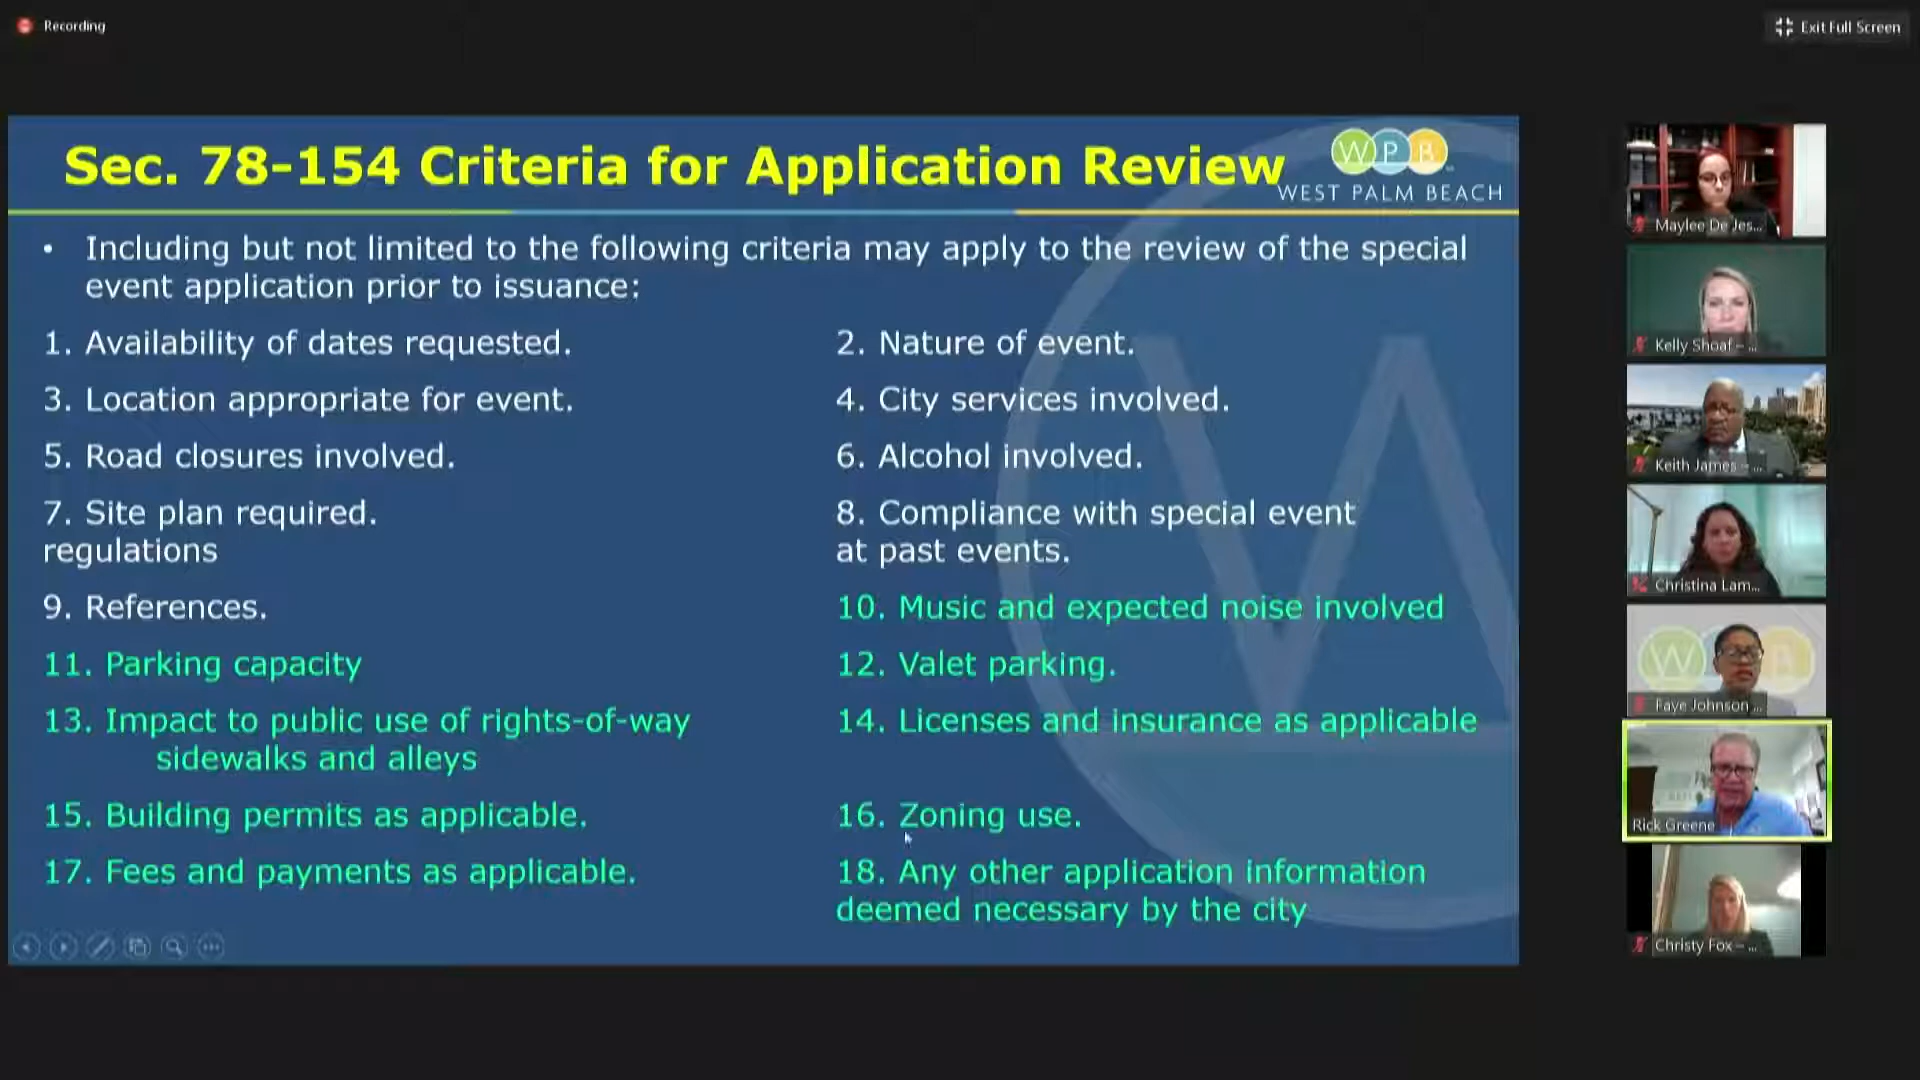 Recording
Exit Full Screen
Sec. 78-154 Criteria for Application Review
WPB
WEST PALM BEACH
• Including but not limited to the following criteria may apply to the review of the special
event application prior to issuance:
1. Availability of dates requested.
2. Nature of event.
3. Location appropriate for event.
4. City services involved.
5. Road closures involved.
6. Alcohol involved.
7. Site plan required.
8. Compliance with special event
regulations
at past events.
9. References.
10. Music and expected noise involved
11. Parking capacity
12. Valet parking.
13. Impact to public use of rights-of-way
14. Licenses and insurance as applicable
sidewalks and alleys
15. Building permits as applicable.
16. Zoning use.
17. Fees and payments as applicable.
18. Any other application information
deemed necessary by the city
Maylee De Jes...
Kelly Shoaf – ...
Keith James – ...
Christina Lam...
WPB
Faye Johnson ...
Rick Greene
Christy Fox – ...